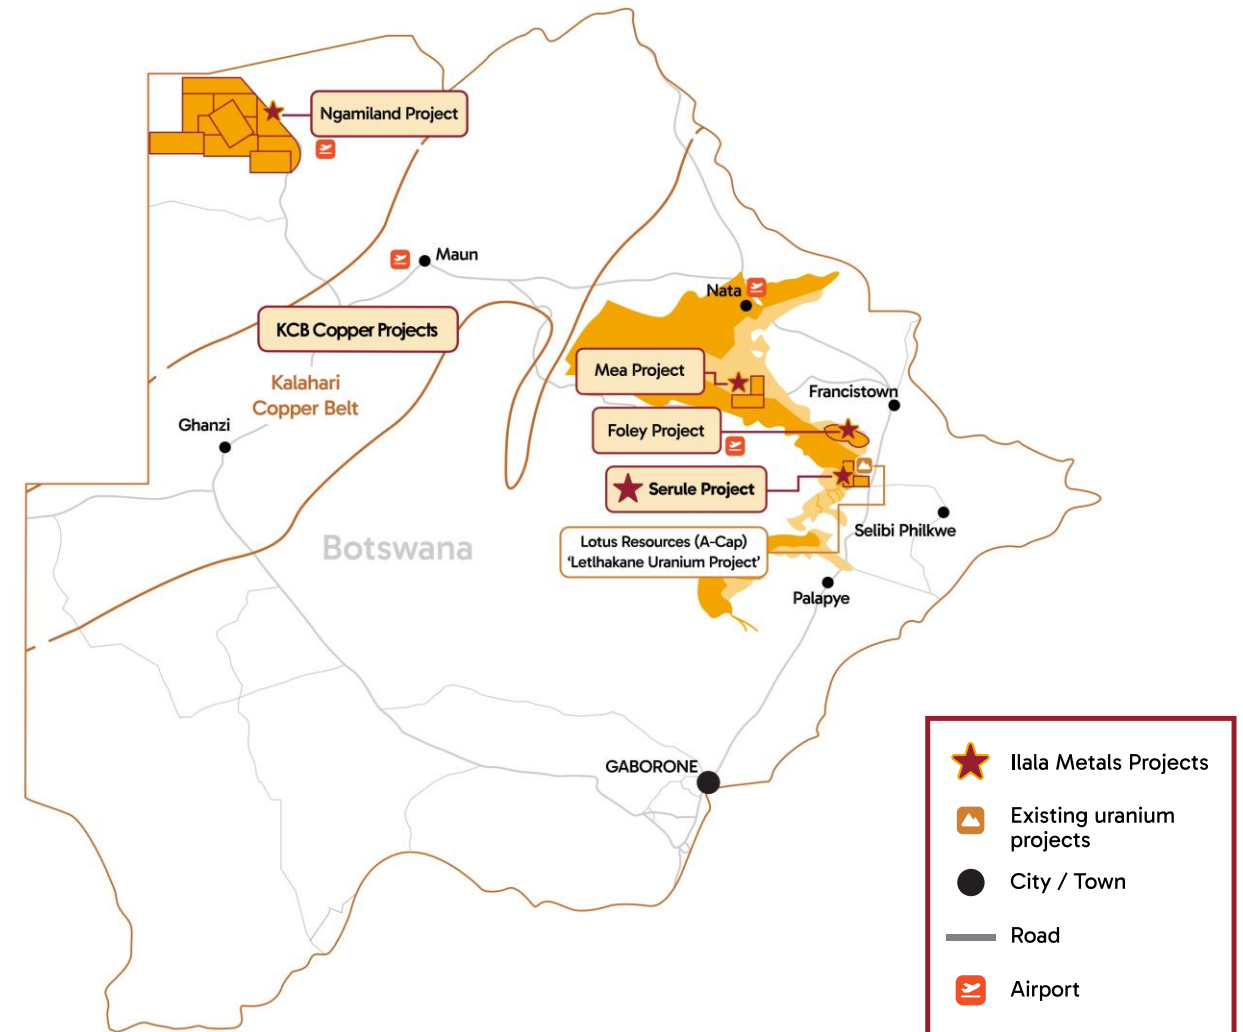 Ngamiland Project
Maun
Nata
KCB Copper Projects
Mea Project
Kalahari
Copper Belt
Francistown
Ghanzi
Foley Project
Serule Project
Selibi Philkwe
Lotus Resources (A-Cap)
‘Letlhakane Uranium Project’
Botswana
Palapye
GABORONE
Ilala Metals Projects
Existing uranium
projects
City / Town
Road
Airport